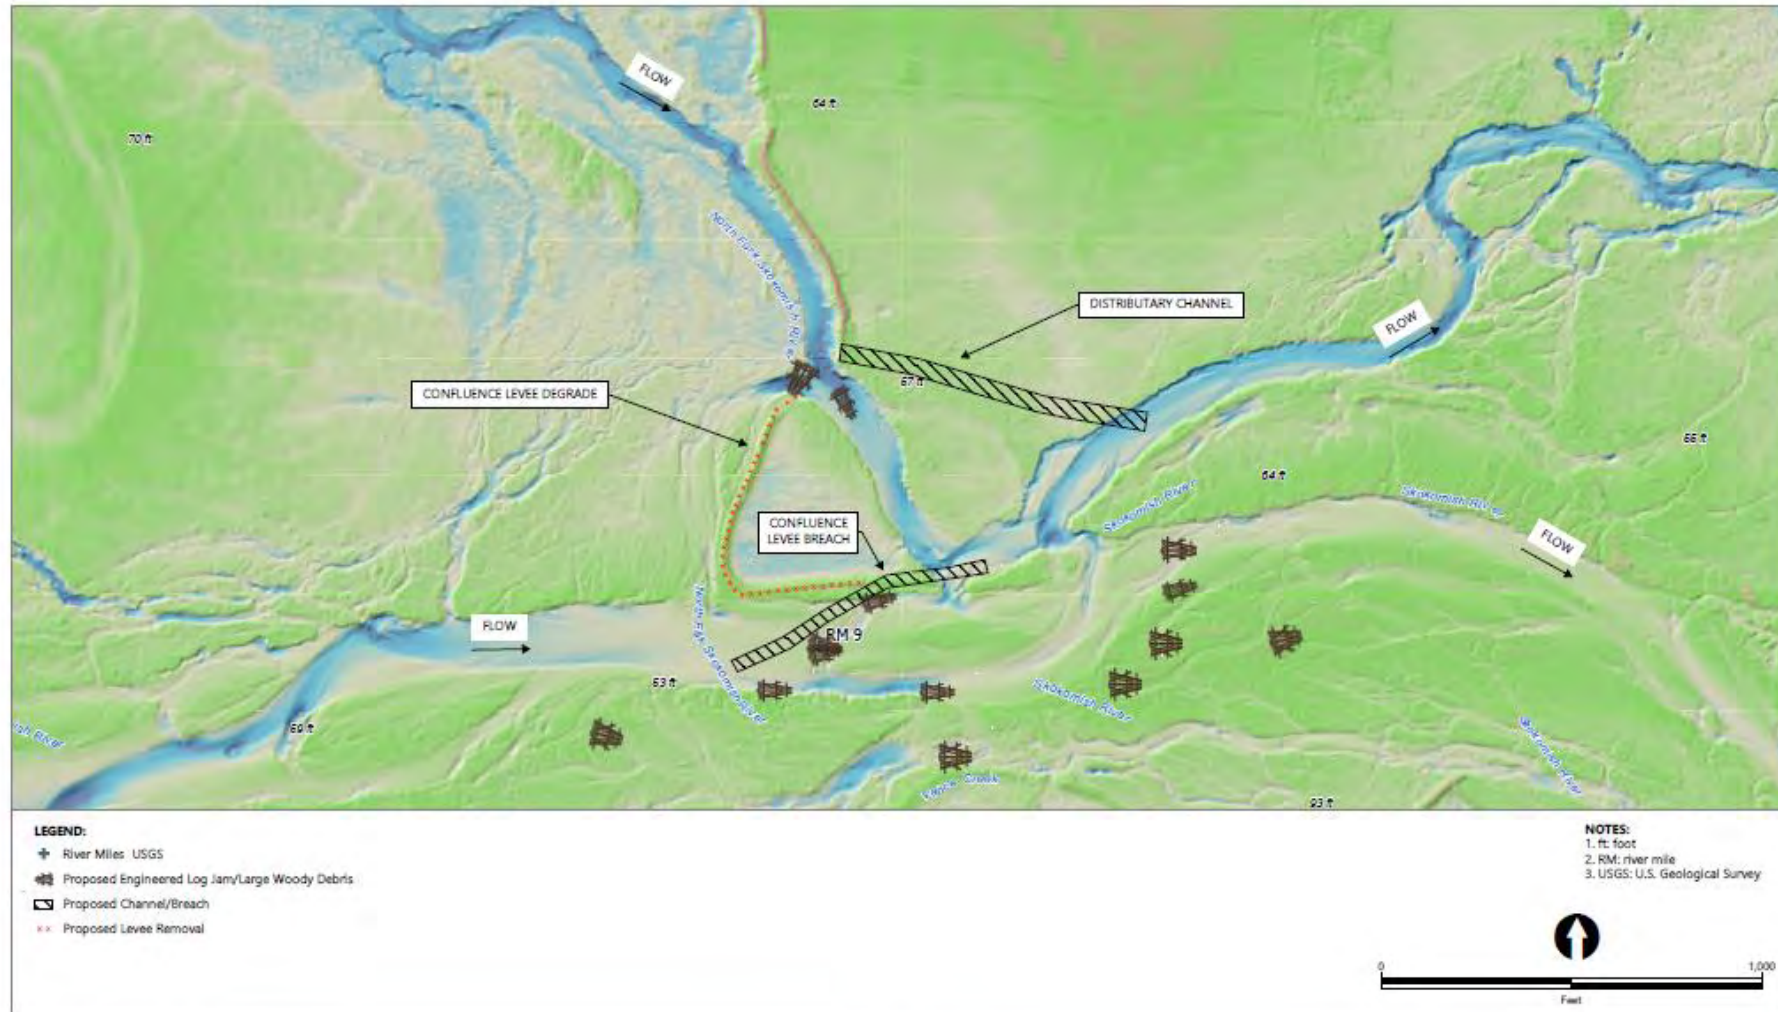 FLOW
64 ft
70 ft
North Fork Skokomish River
DISTRIBUTARY CHANNEL
FLOW
67 ft
CONFLUENCE LEVEE DEGRADE
66 ft
64 ft
Skokomish River
Skokomish River
CONFLUENCE
LEVEE BREACH
FLOW
FLOW
RM 9
North Fork Skokomish River
63 ft
Skokomish River
69 ft
ish River
Skokomish River
Vance Creek
93 ft
LEGEND:
River Miles USGS
Proposed Engineered Log Jam/Large Woody Debris
Proposed Channel/Breach
Proposed Levee Removal
NOTES:
1. ft: foot
2. RM: river mile
3. USGS: U.S. Geological Survey
0
1,000
Feet